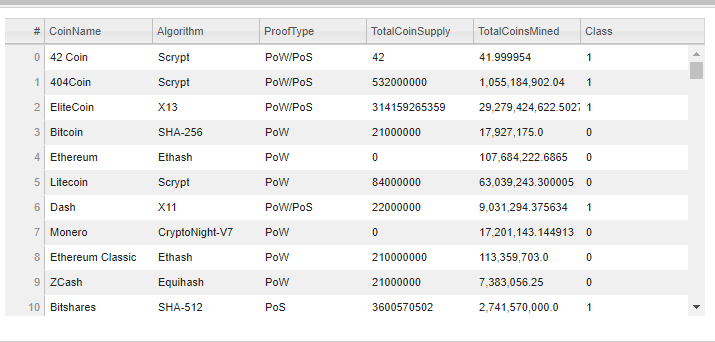 # CoinName Algorithm ProofType TotalCoinSupply TotalCoinsMined Class
0 42 Coin Scrypt PoW/PoS 42 41.999954 1
1 404Coin Scrypt PoW/PoS 532000000 1,055,184,902.04 1
2 EliteCoin X13 PoW/PoS 314159265359 29,279,424,622.5027 1
3 Bitcoin SHA-256 PoW 21000000 17,927,175.0 0
4 Ethereum Ethash PoW 0 107,684,222.6865 0
5 Litecoin Scrypt PoW 84000000 63,039,243.300005 0
6 Dash X11 PoW/PoS 22000000 9,031,294.375634 1
7 Monero CryptoNight-V7 PoW 0 17,201,143.144913 0
8 Ethereum Classic Ethash PoW 210000000 113,359,703.0 0
9 ZCash Equihash PoW 21000000 7,383,056.25 0
10 Bitshares SHA-512 PoS 3600570502 2,741,570,000.0 1